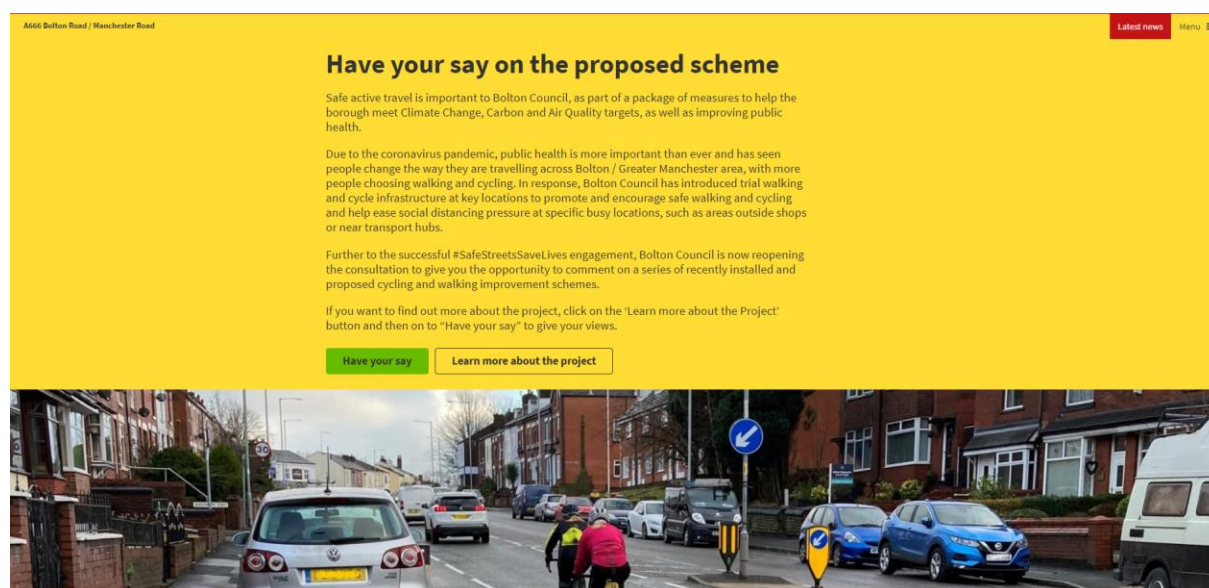 A666 Bolton Road / Manchester Road
Latest news
Menu
Have your say on the proposed scheme
Safe active travel is important to Bolton Council, as part of a package of measures to help the
borough meet Climate Change, Carbon and Air Quality targets, as well as improving public
health.
Due to the coronavirus pandemic, public health is more important than ever and has seen
people change the way they are travelling across Bolton / Greater Manchester area, with more
people choosing walking and cycling. In response, Bolton Council has introduced trial walking
and cycle infrastructure at key locations to promote and encourage safe walking and cycling
and help ease social distancing pressure at specific busy locations, such as areas outside shops
or near transport hubs.
Further to the successful #SafeStreetsSaveLives engagement, Bolton Council is now reopening
the consultation to give you the opportunity to comment on a series of recently installed and
proposed cycling and walking improvement schemes.
If you want to find out more about the project, click on the ‘Learn more about the Project’
button and then on to “Have your say” to give your views.
Have your say
Learn more about the project
30